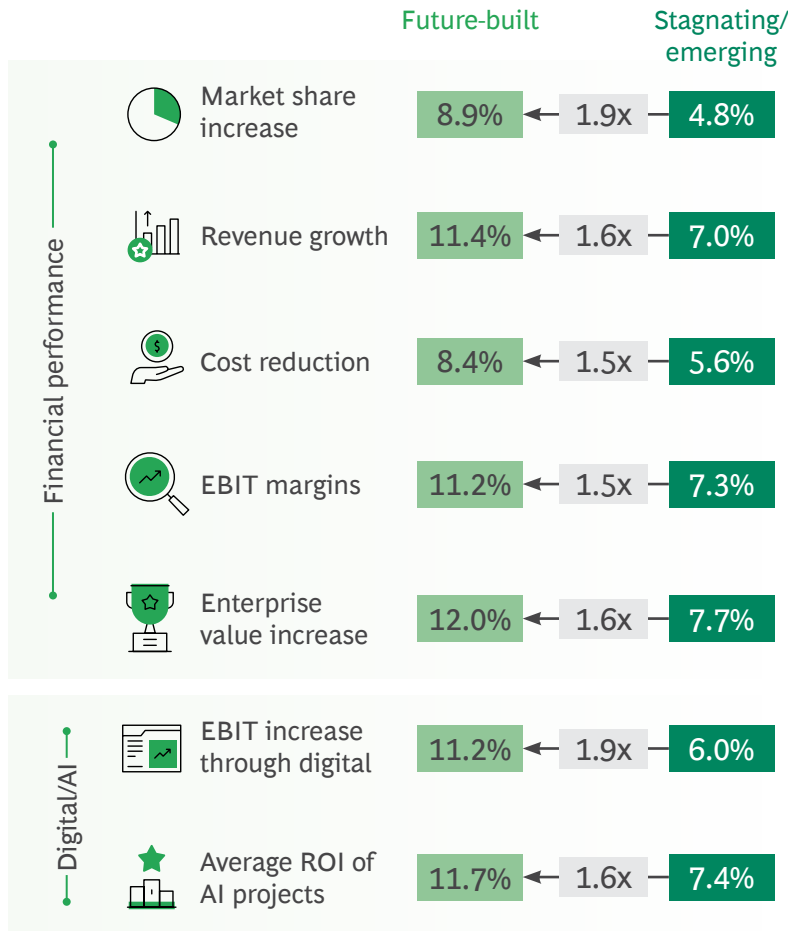 Future-built
Stagnating/
emerging
Financial performance
Market share
increase
8.9%
1.9x
4.8%
Revenue growth
11.4%
1.6x
7.0%
$
Cost reduction
8.4%
1.5x
5.6%
EBIT margins
11.2%
1.5x
7.3%
Enterprise
value increase
12.0%
1.6x
7.7%
Digital/AI
EBIT increase
through digital
11.2%
1.9x
6.0%
Average ROI of
AI projects
11.7%
1.6x
7.4%